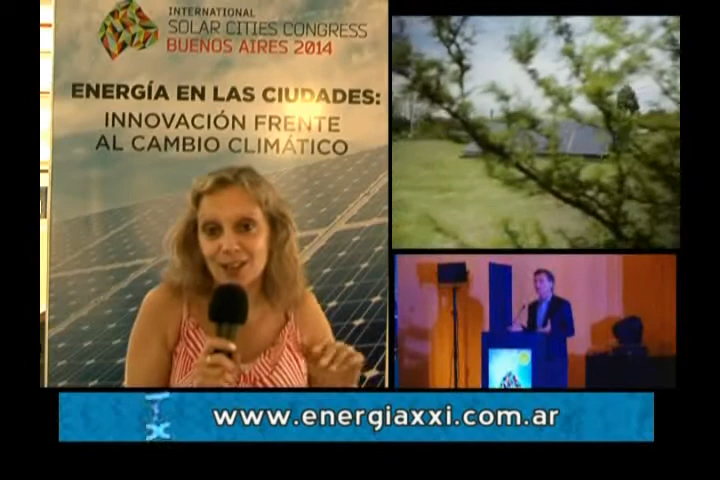 INTERNATIONAL
SOLAR CITIES CONGRESS
BUENOS AIRES 2014
ENERGÍA EN LAS CIUDADES:
INNOVACIÓN FRENTE
AL CAMBIO CLIMÁTICO
www.energiaxxi.com.ar